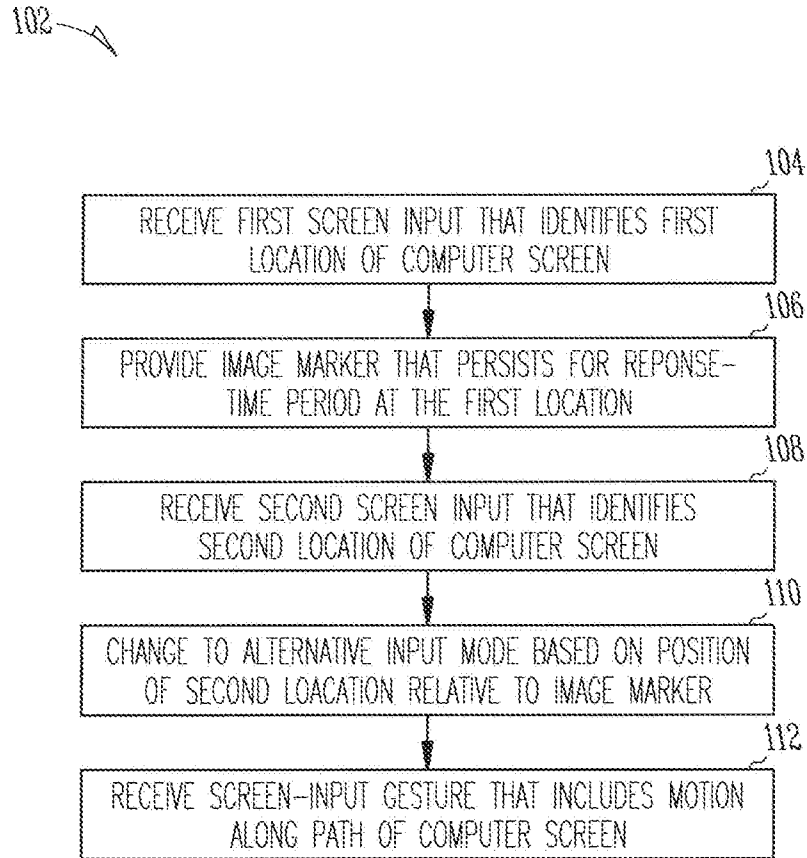 102
104
RECEIVE FIRST SCREEN INPUT THAT IDENTIFIES FIRST
LOCATION OF COMPUTER SCREEN
106
PROVIDE IMAGE MARKER THAT PERSISTS FOR REPONSE-
TIME PERIOD AT THE FIRST LOCATION
108
RECEIVE SECOND SCREEN INPUT THAT IDENTIFIES
SECOND LOCATION OF COMPUTER SCREEN
110
CHANGE TO ALTERNATIVE INPUT MODE BASED ON POSITION
OF SECOND LOACATION RELATIVE TO IMAGE MARKER
112
RECEIVE SCREEN-INPUT GESTURE THAT INCLUDES MOTION
ALONG PATH OF COMPUTER SCREEN